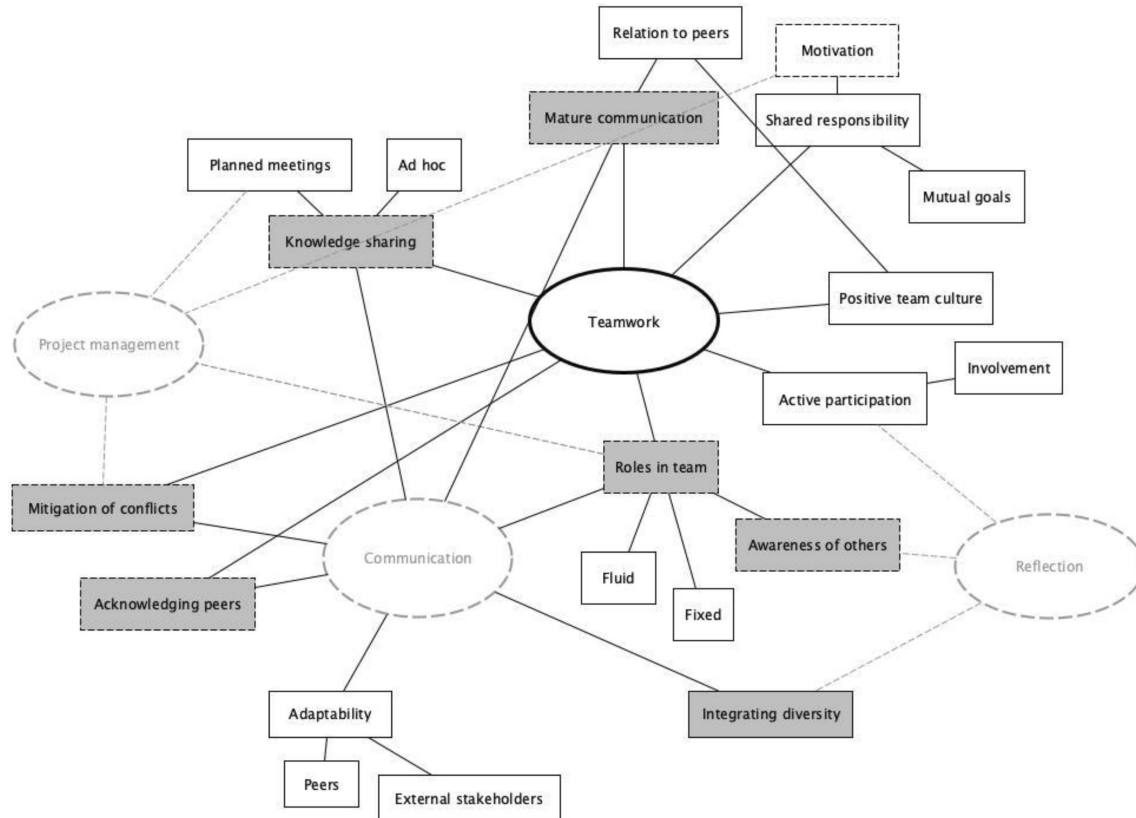 Relation to peers
Motivation
Mature communication
Shared responsibility
Planned meetings
Ad hoc
Mutual goals
Knowledge sharing
Positive team culture
Teamwork
Project management
Involvement
Active participation
Roles in team
Mitigation of conflicts
Awareness of others
Communication
Reflection
Fluid
Acknowledging peers
Fixed
Adaptability
Integrating diversity
Peers
External stakeholders